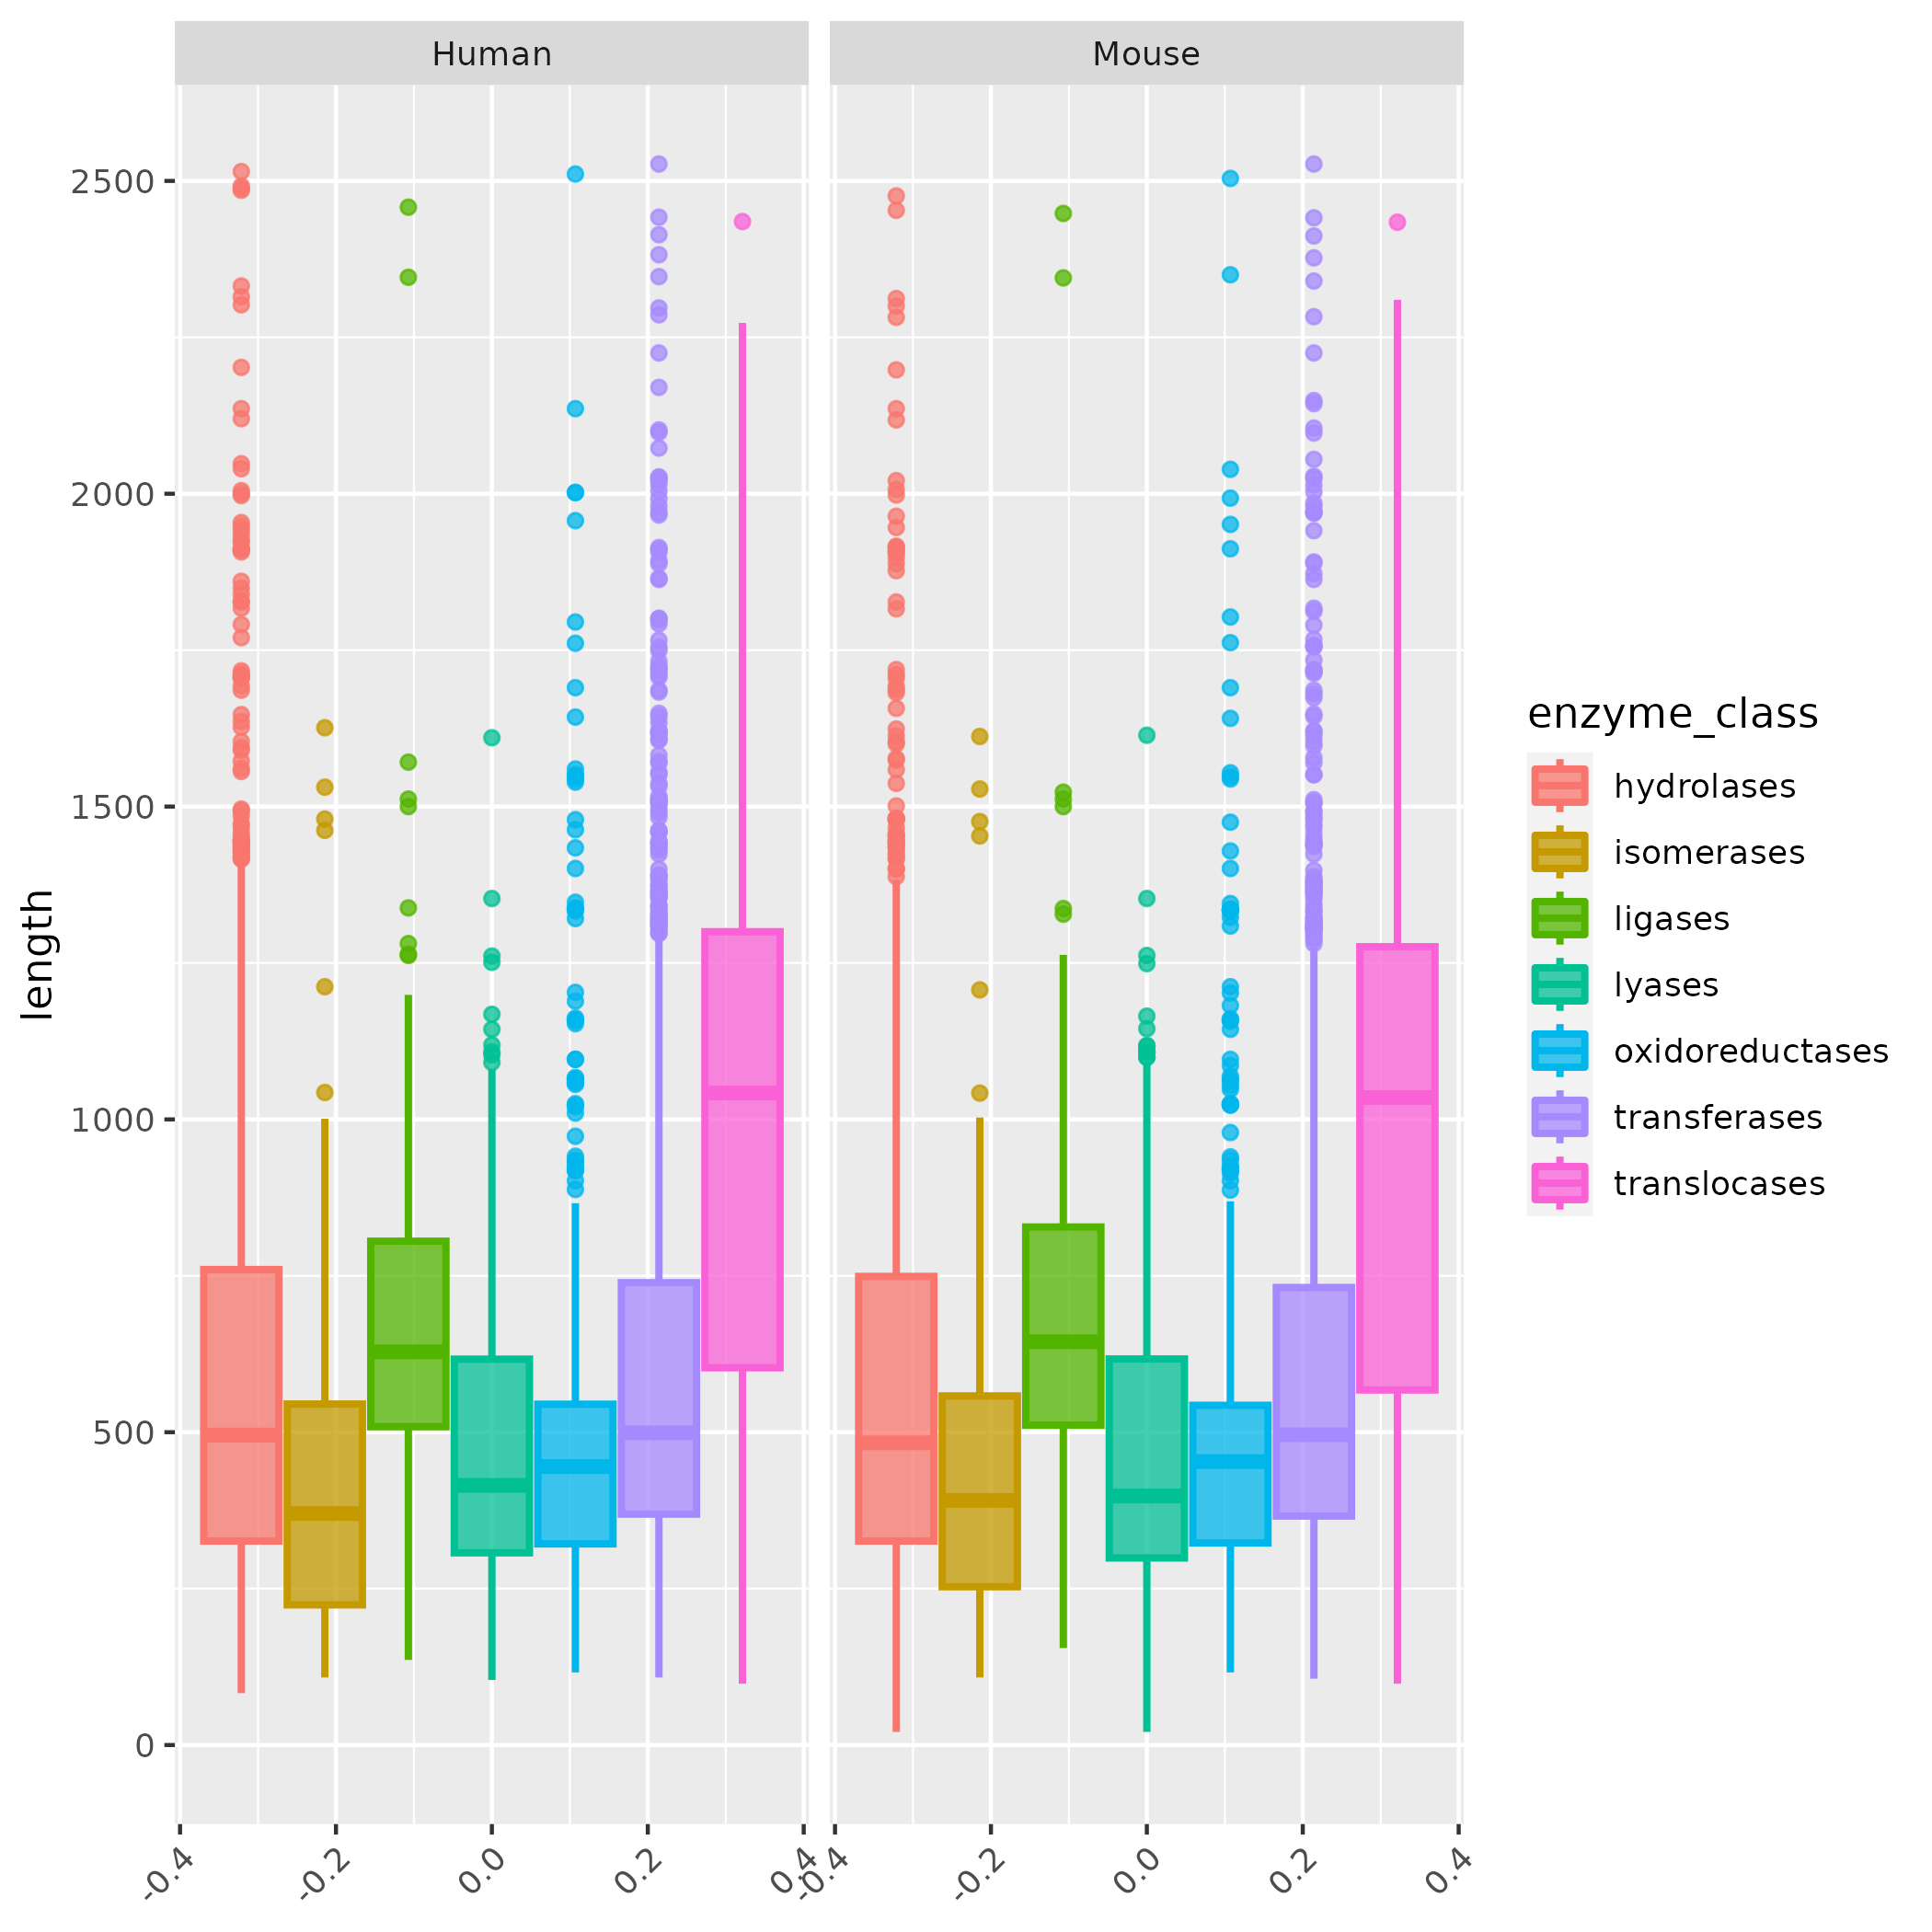 Human
Mouse
2500
2000
1500
1000
500
0
length
-0.4
-0.2
0.0
0.2
0.4
-0.4
-0.2
0.0
0.2
0.4
enzyme_class
hydrolases
isomerases
ligases
lyases
oxidoreductases
transferases
translocases